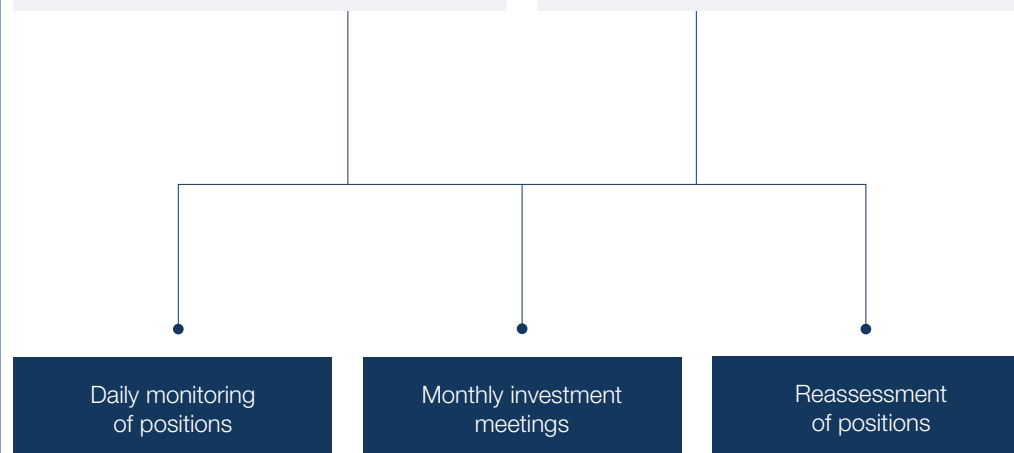 Daily monitoring
of positions
Monthly investment
meetings
Reassessment
of positions